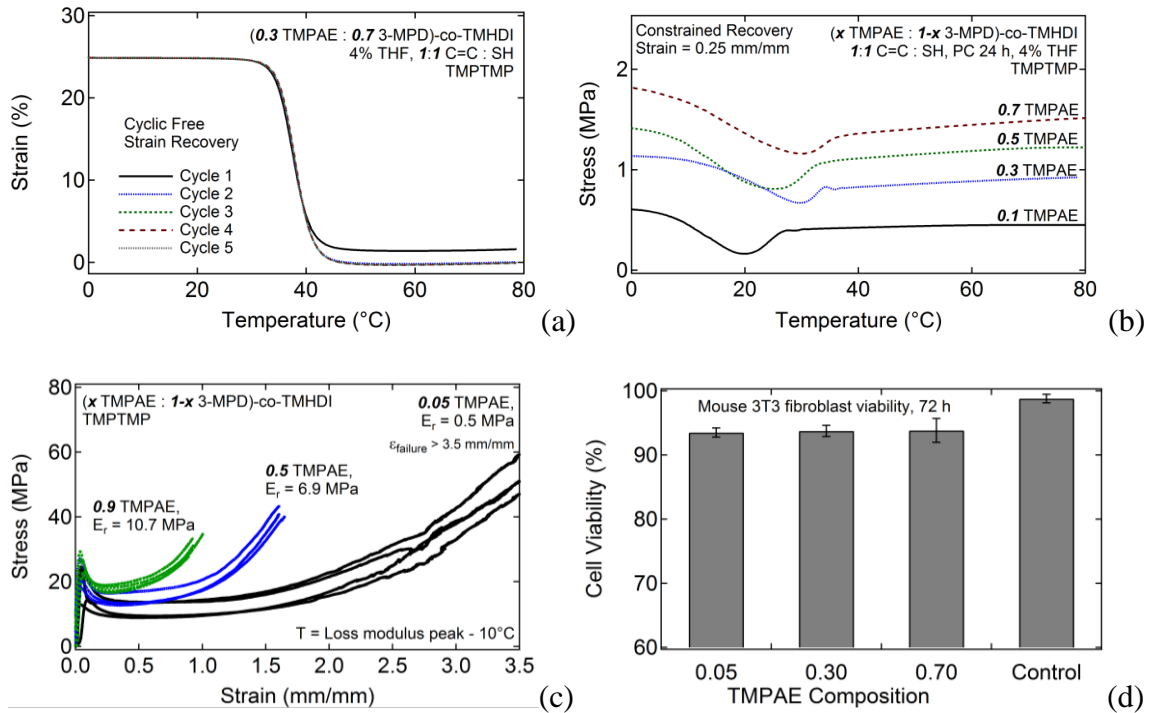 (0.3 TMPAE : 0.7 3-MPD)-co-TMHDI
4% THF, 1:1 C=C : SH
TMPTMP
Cyclic Free
Strain Recovery
Cycle 1
Cycle 2
Cycle 3
Cycle 4
Cycle 5
30
20
10
0
Strain (%)
0
20
40
60
80
Temperature (°C)
(a)
Constrained Recovery
Strain = 0.25 mm/mm
(x TMPAE : 1-x 3-MPD)-co-TMHDI
1:1 C=C : SH, PC 24 h, 4% THF
TMPTMP
0.7 TMPAE
0.5 TMPAE
0.3 TMPAE
0.1 TMPAE
2
1
0
Stress (MPa)
0
20
40
60
80
Temperature (°C)
(b)
(x TMPAE : 1-x 3-MPD)-co-TMHDI
TMPTMP
0.05 TMPAE,
E_r = 0.5 MPa
ε_failure > 3.5 mm/mm
0.5 TMPAE,
E_r = 6.9 MPa
0.9 TMPAE,
E_r = 10.7 MPa
T = Loss modulus peak - 10°C
80
60
40
20
0
Stress (MPa)
0.0
0.5
1.0
1.5
2.0
2.5
3.0
3.5
Strain (mm/mm)
(c)
Mouse 3T3 fibroblast viability, 72 h
100
90
80
70
60
Cell Viability (%)
0.05
0.30
0.70
Control
TMPAE Composition
(d)